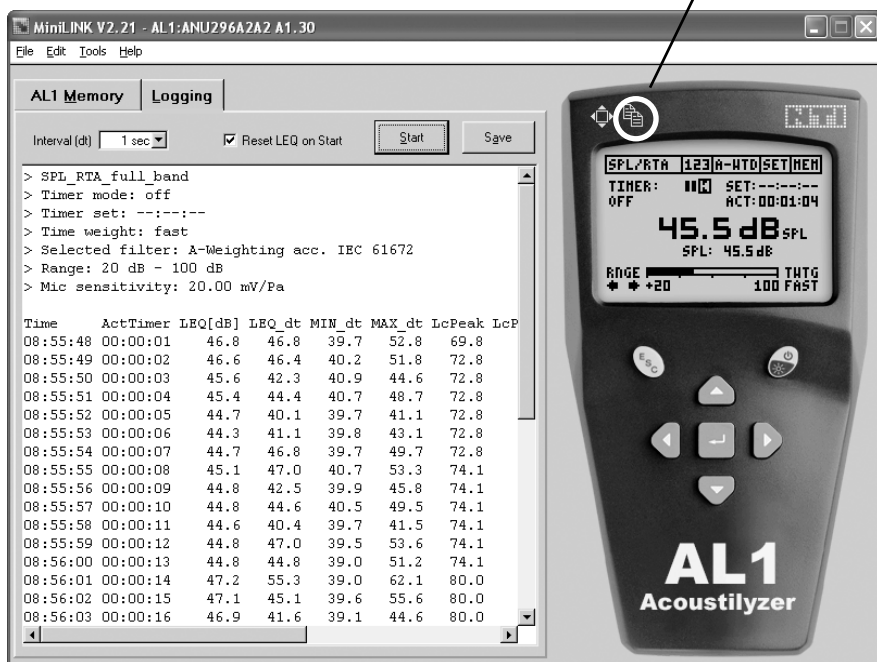 MiniLINK V2.21 - AL1:ANU296A2A2 A1.30
File Edit Tools Help
AL1 Memory Logging
Interval (dt) 1 sec Reset LEQ on Start Start Save
> SPL_RTA_full_band
> Timer mode: off
> Timer set: --:--:--
> Time weight: fast
> Selected filter: A-Weighting acc. IEC 61672
> Range: 20 dB - 100 dB
> Mic sensitivity: 20.00 mV/Pa
Time ActTimer LEQ[dB] LEQ_dt MIN_dt MAX_dt LcPeak LcP
08:55:48 00:00:01 46.8 46.8 39.7 52.8 69.8
08:55:49 00:00:02 46.6 46.4 40.2 51.8 72.8
08:55:50 00:00:03 45.6 42.3 40.9 44.6 72.8
08:55:51 00:00:04 45.4 44.4 40.7 48.7 72.8
08:55:52 00:00:05 44.7 40.1 39.7 41.1 72.8
08:55:53 00:00:06 44.3 41.1 39.8 43.1 72.8
08:55:54 00:00:07 44.7 46.8 39.7 49.7 72.8
08:55:55 00:00:08 45.1 47.0 40.7 53.3 74.1
08:55:56 00:00:09 44.8 42.5 39.9 45.8 74.1
08:55:57 00:00:10 44.8 44.6 40.5 49.5 74.1
08:55:58 00:00:11 44.6 40.4 39.7 41.5 74.1
08:55:59 00:00:12 44.8 47.0 39.5 53.6 74.1
08:56:00 00:00:13 44.8 44.8 39.0 51.2 74.1
08:56:01 00:00:14 47.2 55.3 39.0 62.1 80.0
08:56:02 00:00:15 47.1 45.1 39.6 55.6 80.0
08:56:03 00:00:16 46.9 41.6 39.1 44.6 80.0
NTi
SPL/RTA 123 A-WTD SET MEM
TIMER: SET:--:--:--
OFF ACT:00:01:04
45.5 dB SPL
SPL: 45.5 dB
RNGE TWTG
+20 100 FAST
ESC
AL1
Acoustilyzer